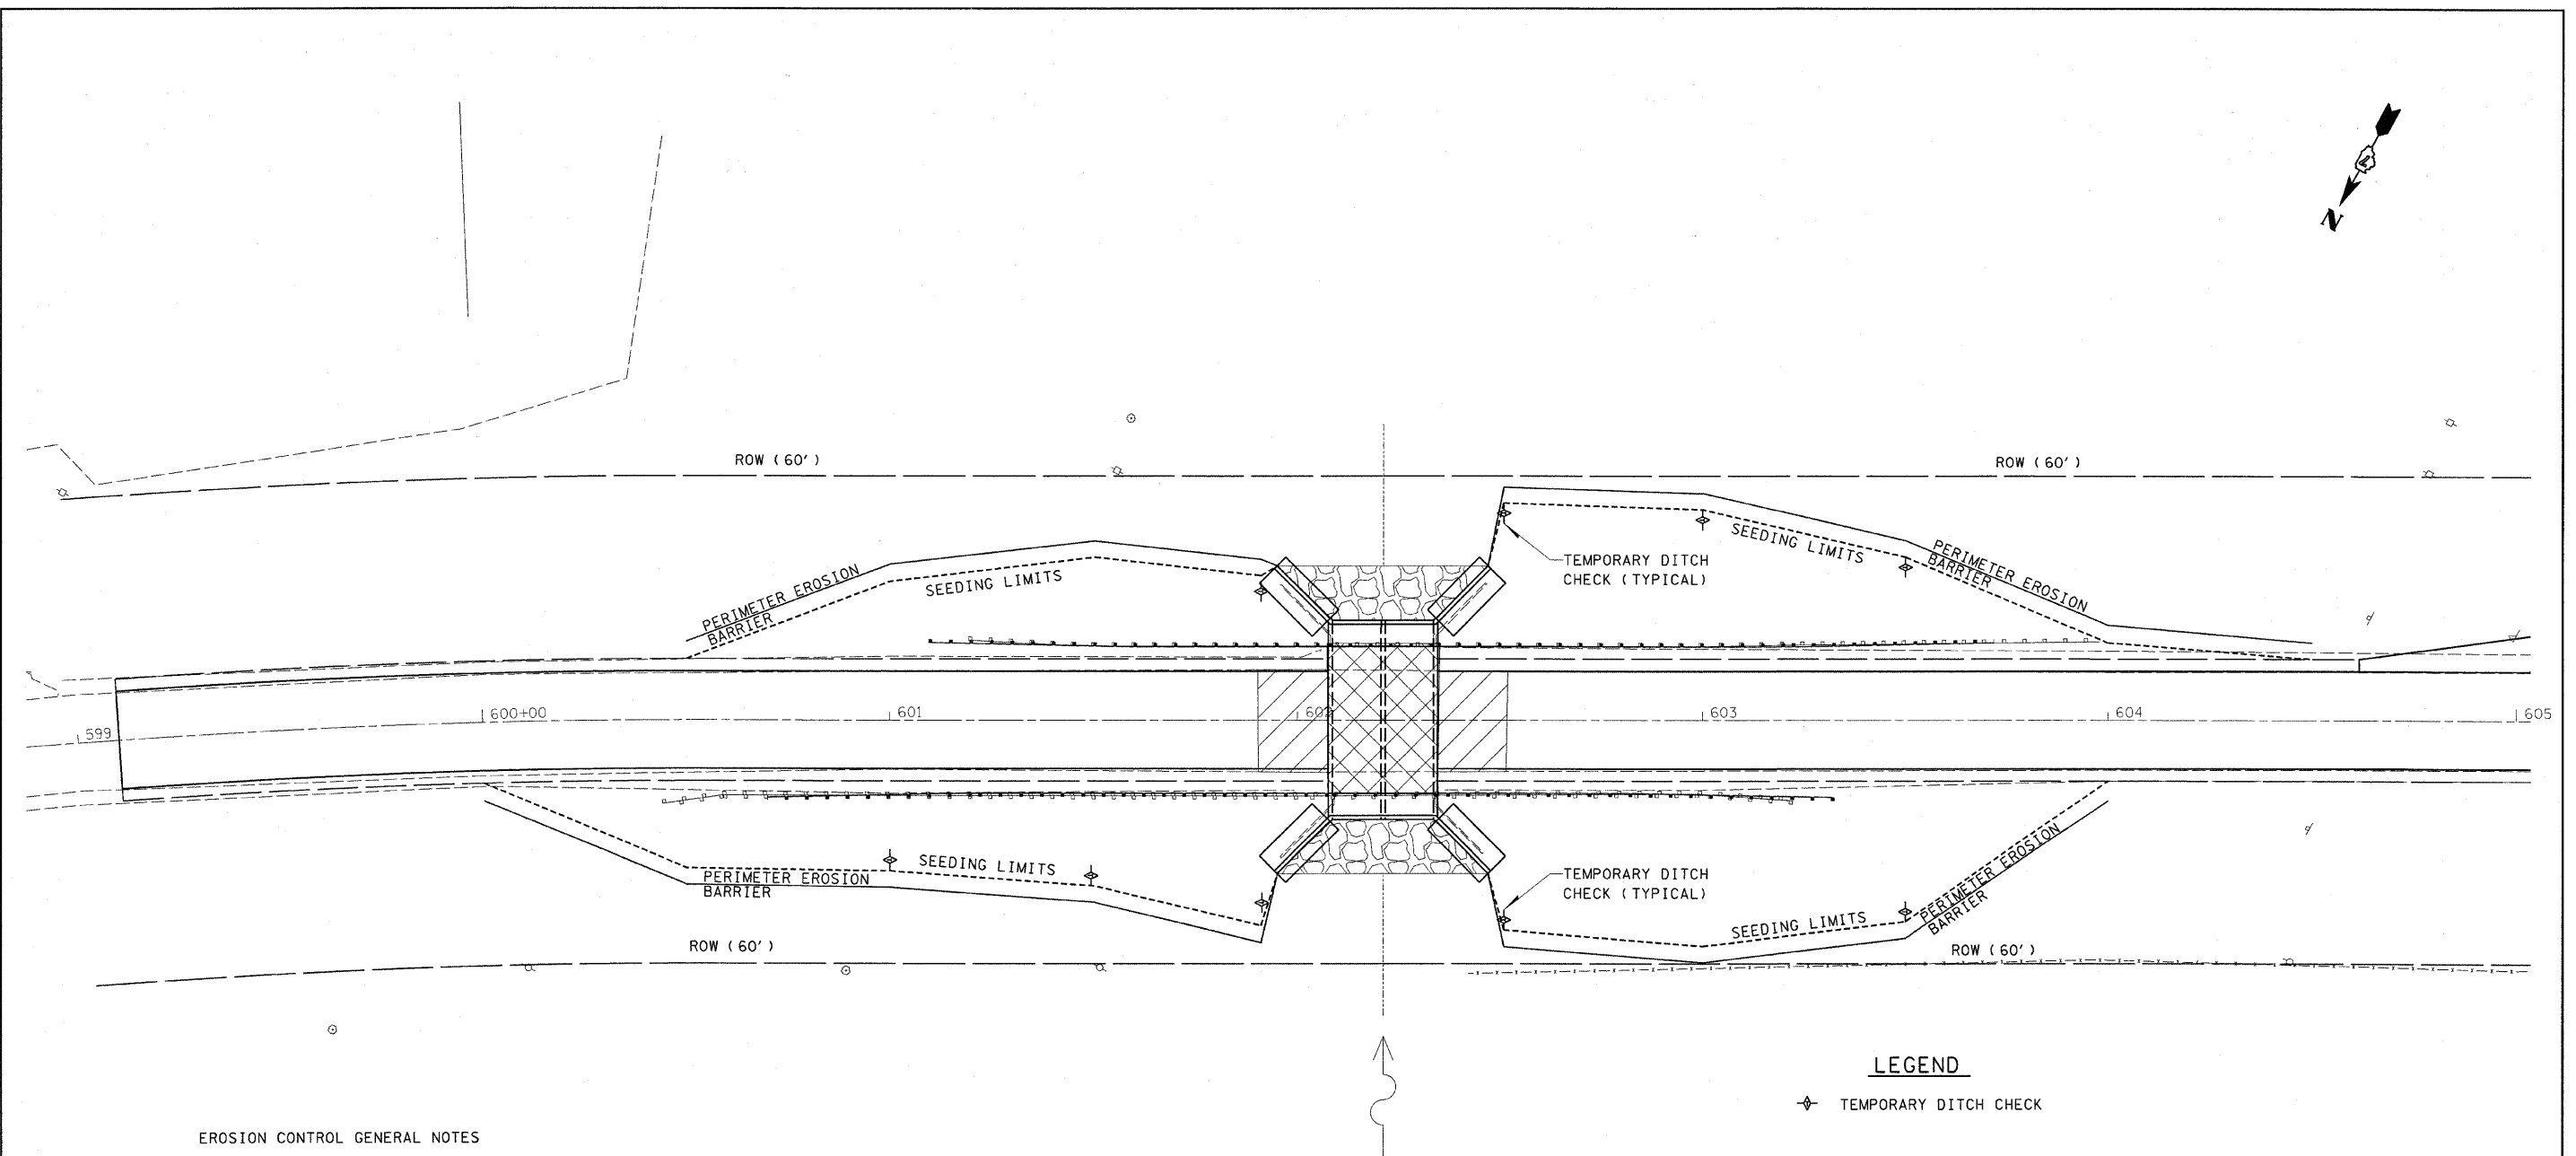 N
ROW (60')
ROW (60')
PERIMETER EROSION
BARRIER
SEEDING LIMITS
TEMPORARY DITCH
CHECK (TYPICAL)
SEEDING LIMITS
PERIMETER EROSION
BARRIER
599
600+00
601
602
603
604
605
PERIMETER EROSION
BARRIER
SEEDING LIMITS
TEMPORARY DITCH
CHECK (TYPICAL)
SEEDING LIMITS
PERIMETER EROSION
BARRIER
ROW (60')
ROW (60')
LEGEND
TEMPORARY DITCH CHECK
EROSION CONTROL GENERAL NOTES